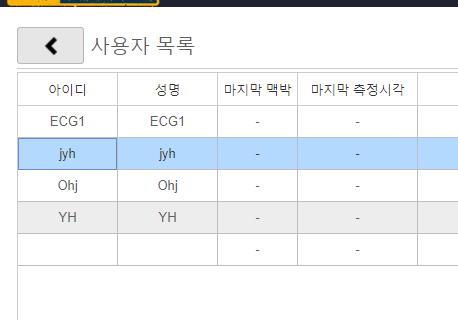 사용자 목록
아이디 성명 마지막 맥박 마지막 측정시각
ECG1 ECG1 - -
jyh jyh - -
Ohj Ohj - -
YH YH - -
- -